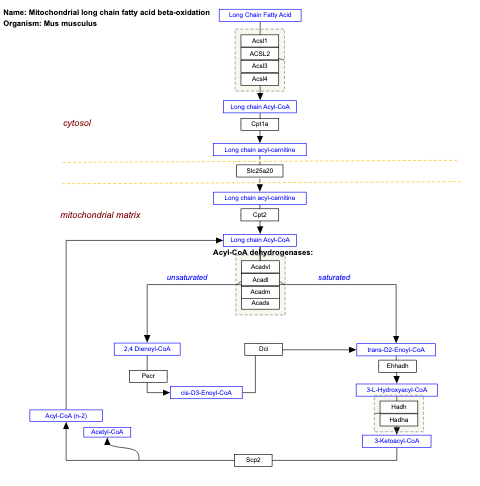 Name: Mitochondrial long chain fatty acid beta-oxidation
Organism: Mus musculus
Long Chain Fatty Acid
Acsl1
ACSL2
Acsl3
Acsl4
Long chain Acyl-CoA
cytosol
Cpt1a
Long chain acyl-carnitine
Slc25a20
Long chain acyl-carnitine
mitochondrial matrix
Cpt2
Long chain Acyl-CoA
Acyl-CoA dehydrogenases:
Acadvl
unsaturated
saturated
Acadl
Acadm
Acads
2,4 Dienoyl-CoA
Dci
trans-D2-Enoyl-CoA
Pecr
Ehhadh
cis-D3-Enoyl-CoA
3-L-Hydroxyacyl-CoA
Hadh
Acyl-CoA (n-2)
Hadha
Acetyl-CoA
3-Ketoacyl-CoA
Scp2